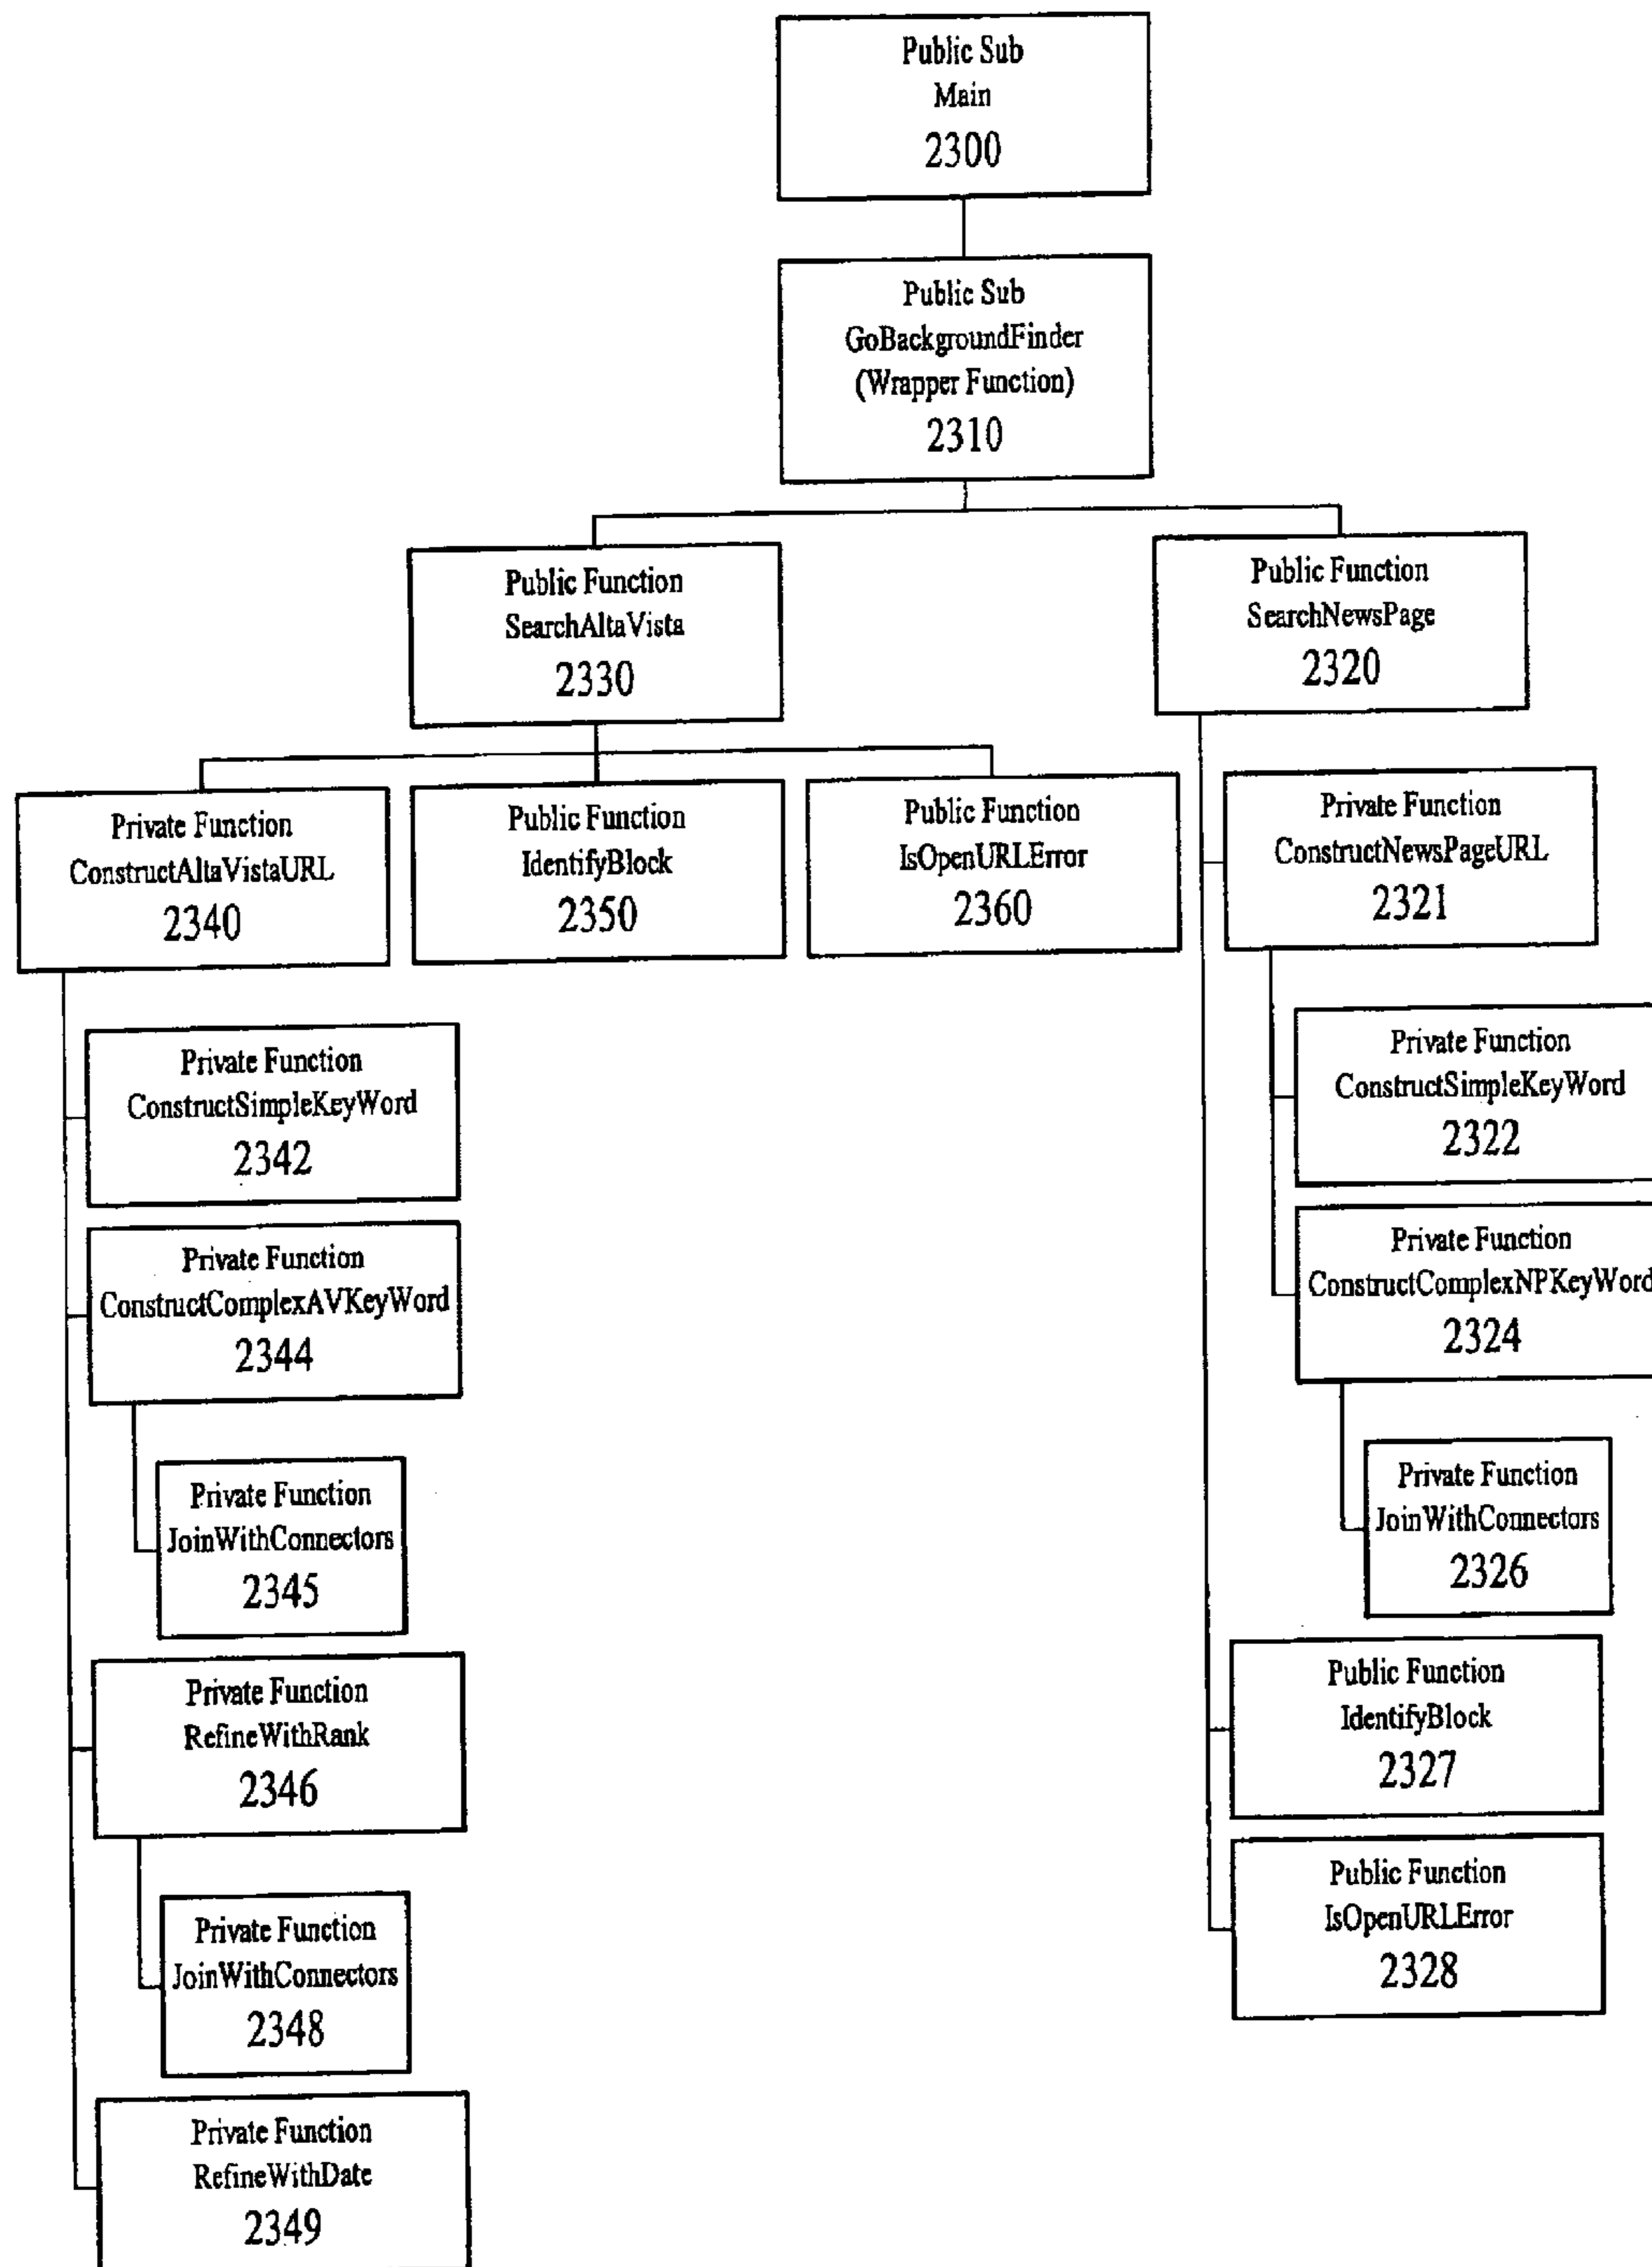 Public Sub
Main
2300
Public Sub
GoBackgroundFinder
(Wrapper Function)
2310
Public Function
SearchAltaVista
2330
Public Function
SearchNewsPage
2320
Private Function
ConstructAltaVistaURL
2340
Public Function
IdentifyBlock
2350
Public Function
IsOpenURLError
2360
Private Function
ConstructNewsPageURL
2321
Private Function
ConstructSimpleKeyWord
2342
Private Function
ConstructSimpleKeyWord
2322
Private Function
ConstructComplexAVKeyWord
2344
Private Function
ConstructComplexNPKeyWord
2324
Private Function
JoinWithConnectors
2345
Private Function
JoinWithConnectors
2326
Private Function
RefineWithRank
2346
Public Function
IdentifyBlock
2327
Private Function
JoinWithConnectors
2348
Public Function
IsOpenURLError
2328
Private Function
RefineWithDate
2349